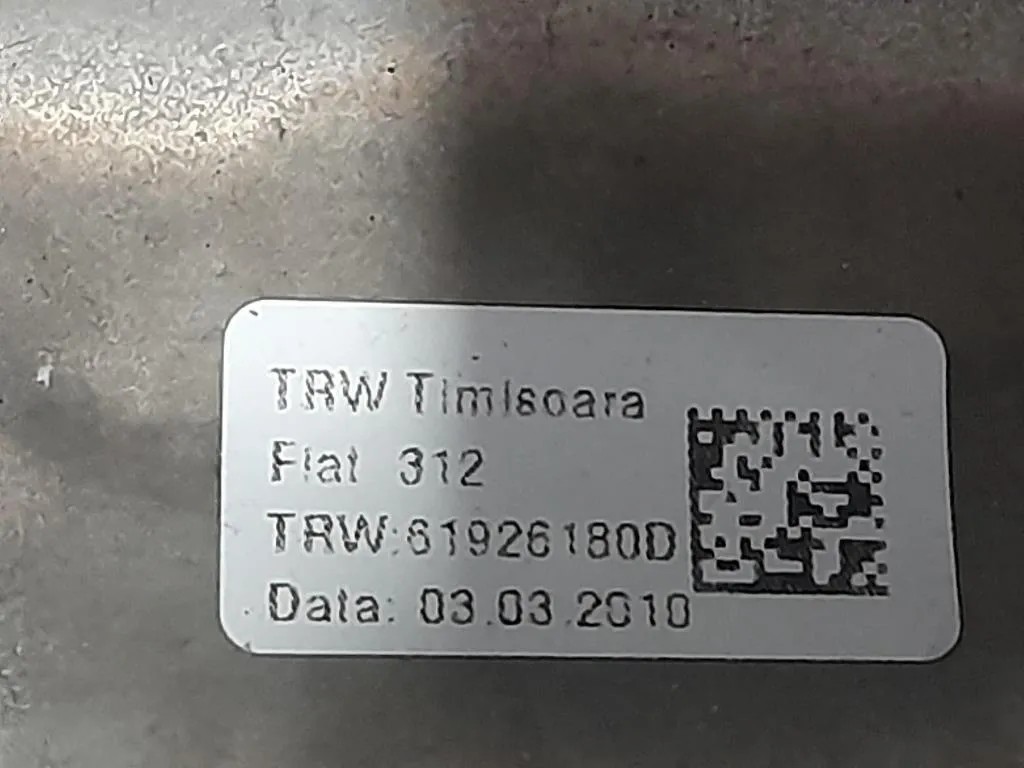 TRW Timisoara
Fiat 312
TRW:61926180D
Data: 03.03.2010